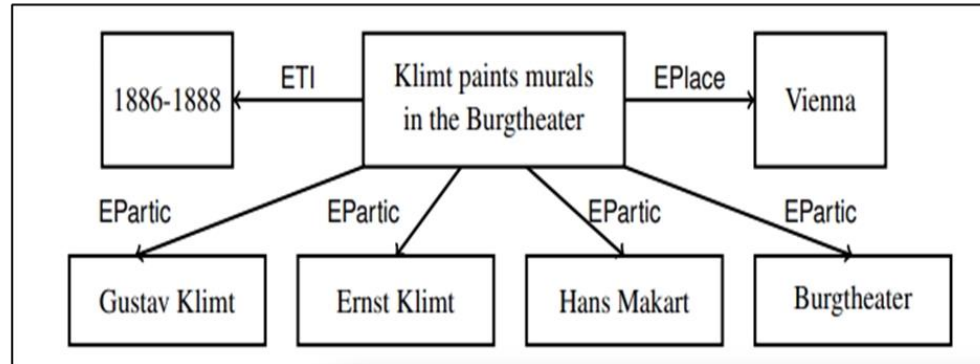 ETI
Klimt paints murals
in the Burgtheater
EPlace
1886-1888
Vienna
EPartic
EPartic
EPartic
EPartic
Gustav Klimt
Ernst Klimt
Hans Makart
Burgtheater